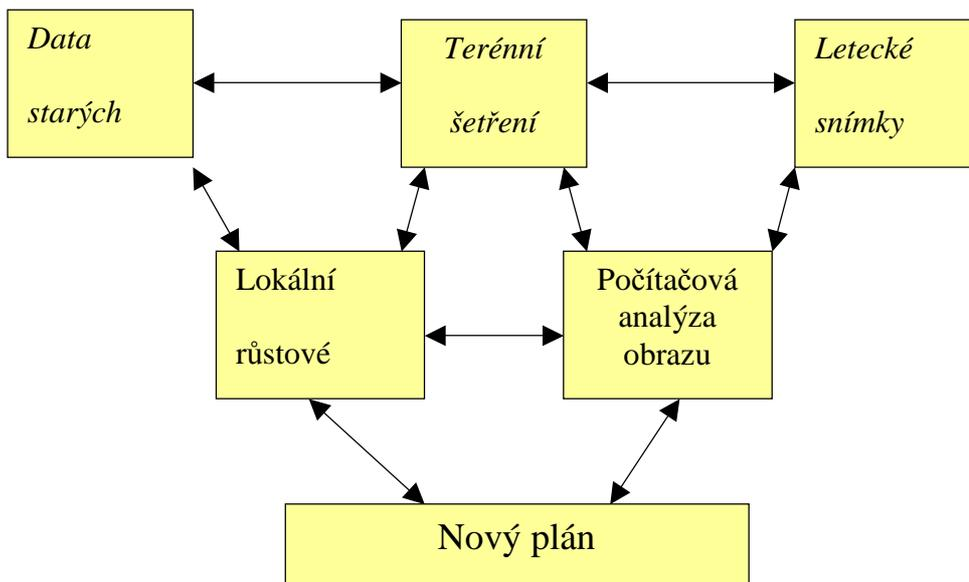 Data
starých
Terénní
šetření
Letecké
snímky
Lokální
růstové
Počítačová
analýza
obrazu
Nový plán